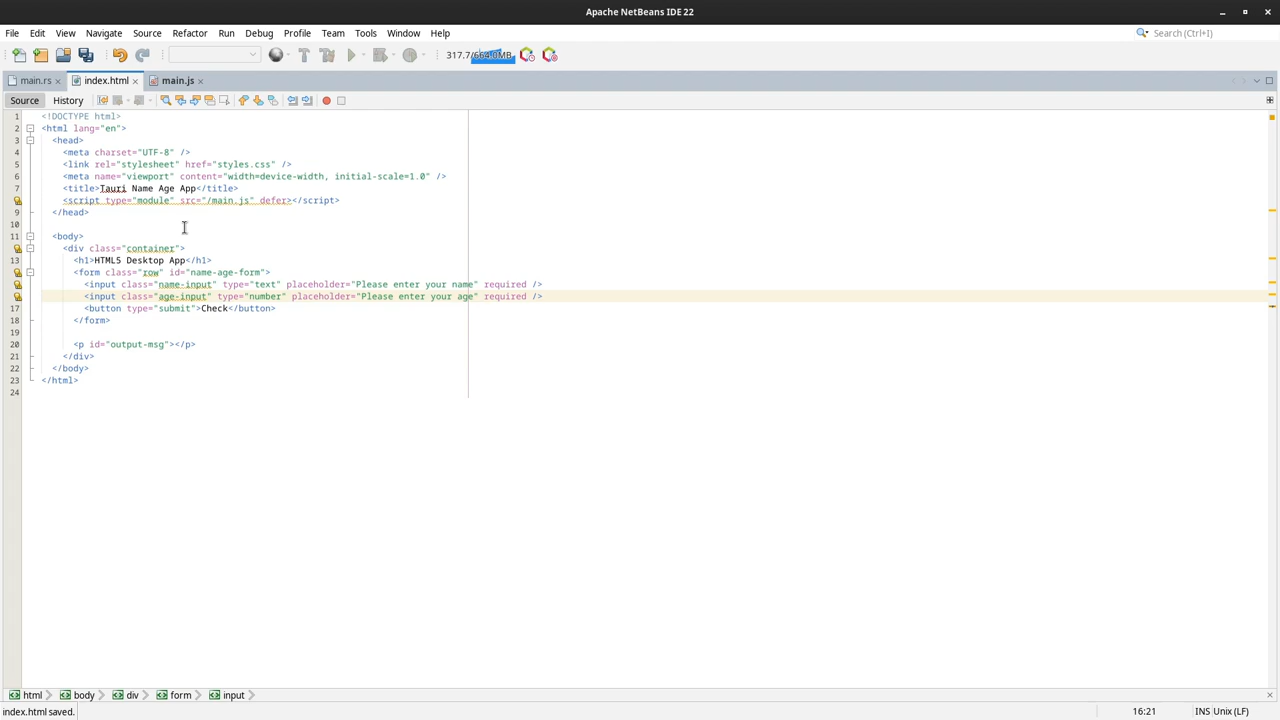 Apache NetBeans IDE 22
File Edit View Navigate Source Refactor Run Debug Profile Team Tools Window Help
Search (Ctrl+I)
317.7/664.0MB
main.rs index.html main.js
Source History
1 <!DOCTYPE html>
2 <html lang="en">
3 <head>
4 <meta charset="UTF-8" />
5 <link rel="stylesheet" href="styles.css" />
6 <meta name="viewport" content="width=device-width, initial-scale=1.0" />
7 <title>Tauri Name Age App</title>
<script type="module" src="/main.js" defer></script>
9 </head>
10
11 <body>
<div class="container">
13 <h1>HTML5 Desktop App</h1>
<form class="row" id="name-age-form">
<input class="name-input" type="text" placeholder="Please enter your name" required />
<input class="age-input" type="number" placeholder="Please enter your age" required />
17 <button type="submit">Check</button>
18 </form>
19
20 <p id="output-msg"></p>
21 </div>
22 </body>
23 </html>
24
html body div form input
index.html saved.
16:21
INS Unix (LF)